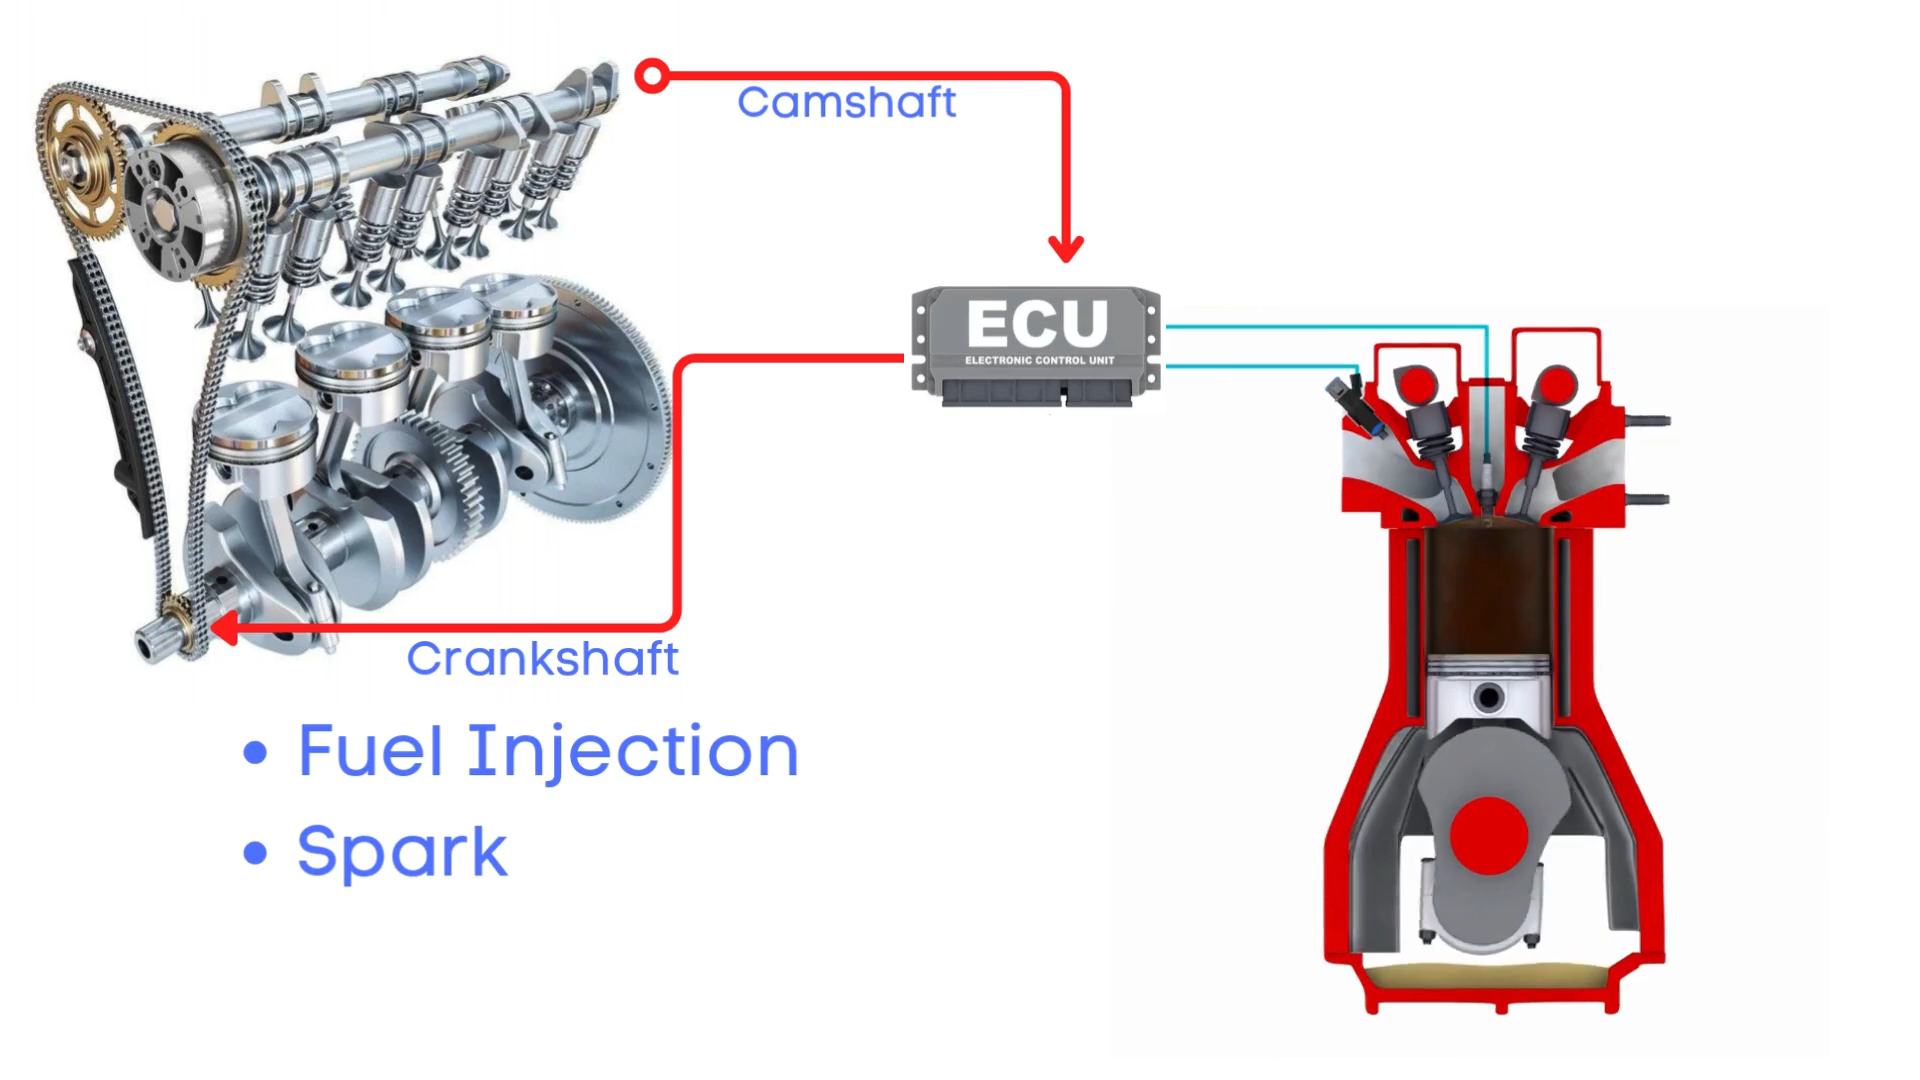 Camshaft
ECU
ELECTRONIC CONTROL UNIT
Crankshaft
• Fuel Injection
• Spark